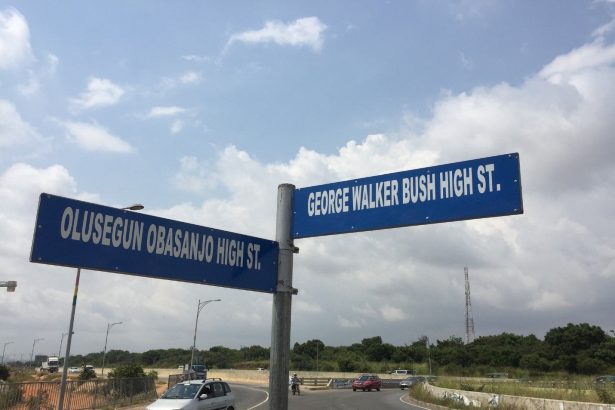 OLUSEGUN OBASANJO HIGH ST.
GEORGE WALKER BUSH HIGH ST.